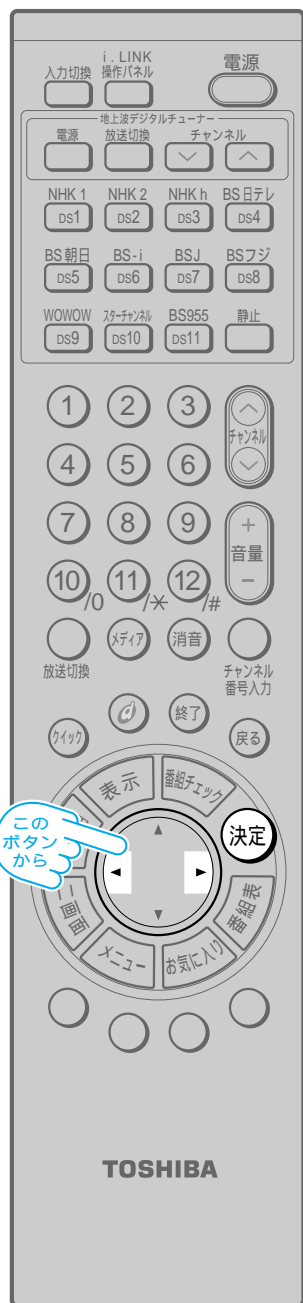 i.LINK
入力切換 操作パネル 電源
地上波デジタルチューナー
電源 放送切換 チャンネル
NHK 1 NHK 2 NHK h BS日テレ
DS1 DS2 DS3 DS4
BS朝日 BS-i BSJ BSフジ
DS5 DS6 DS7 DS8
WOWOW スターチャンネル BS955 静止
DS9 DS10 DS11
1 2 3
チャンネル
4 5 6
7 8 9
+
音量
−
10/0 11/＊ 12/#
メディア 消音
放送切換 チャンネル
番号入力
クイック d 終了 戻る
表示 番組チェック
この
ボタン
から
決定
二画面 番組表
メニュー お気に入り
TOSHIBA